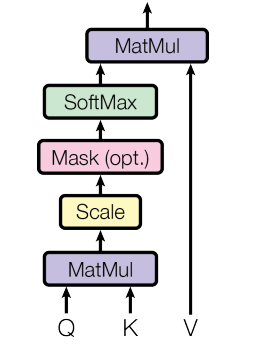 MatMul
SoftMax
Mask (opt.)
Scale
MatMul
Q K V